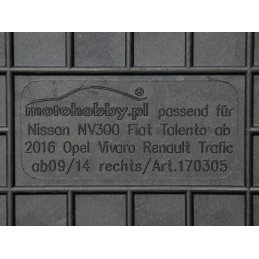 motohobby.pl passend für
Nissan NV300 Fiat Talento ab
2016 Opel Vivaro Renault Trafic
ab09/14 rechts/Art.170305